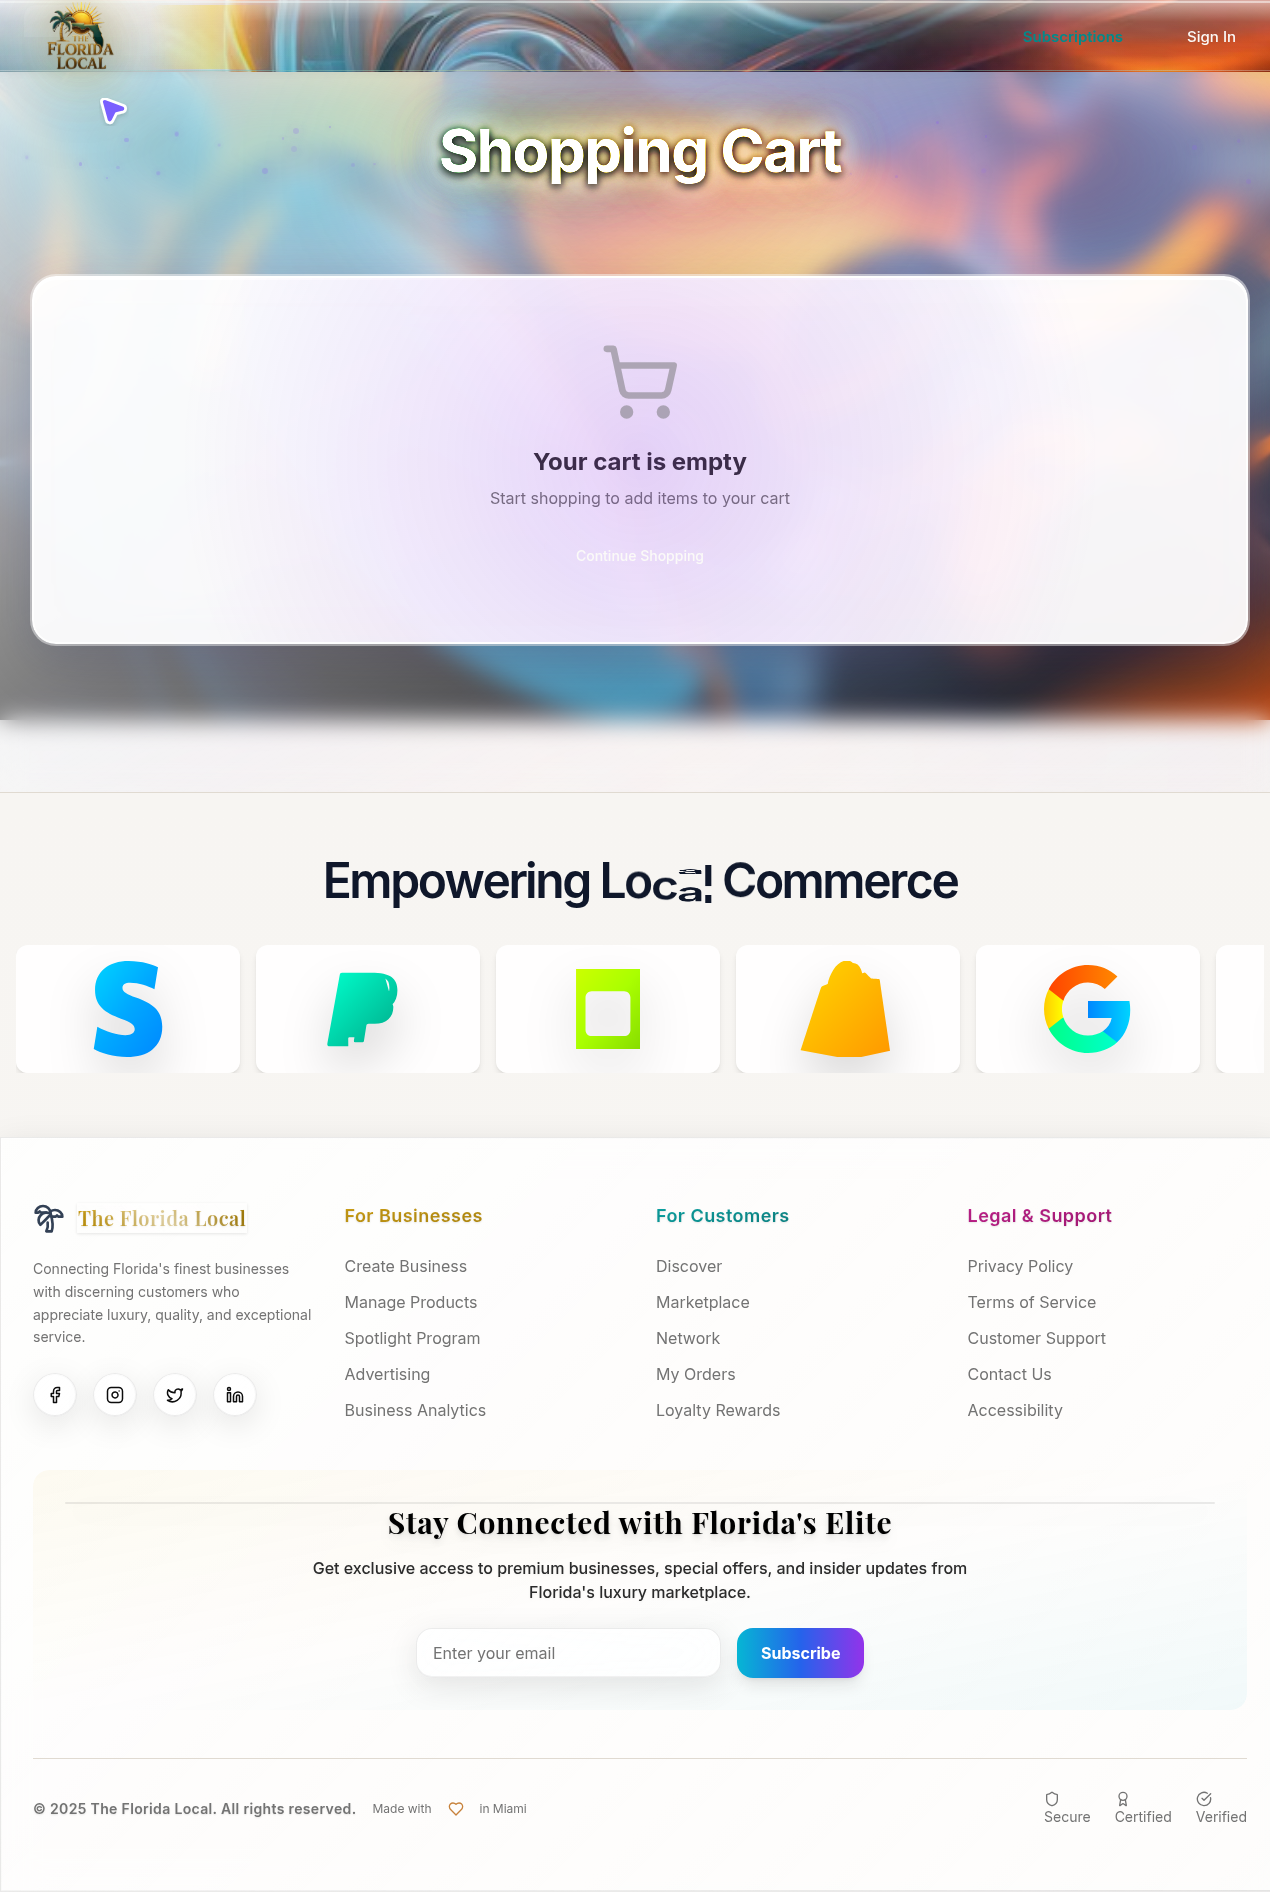 THE
FLORIDA
LOCAL
Subscriptions
Sign In
Shopping Cart
Your cart is empty
Start shopping to add items to your cart
Continue Shopping
Empowering Local Commerce
The Florida Local
Connecting Florida's finest businesses
with discerning customers who
appreciate luxury, quality, and exceptional
service.
For Businesses
Create Business
Manage Products
Spotlight Program
Advertising
Business Analytics
For Customers
Discover
Marketplace
Network
My Orders
Loyalty Rewards
Legal & Support
Privacy Policy
Terms of Service
Customer Support
Contact Us
Accessibility
Stay Connected with Florida's Elite
Get exclusive access to premium businesses, special offers, and insider updates from
Florida's luxury marketplace.
Enter your email
Subscribe
© 2025 The Florida Local. All rights reserved.
Made with
in Miami
Secure
Certified
Verified